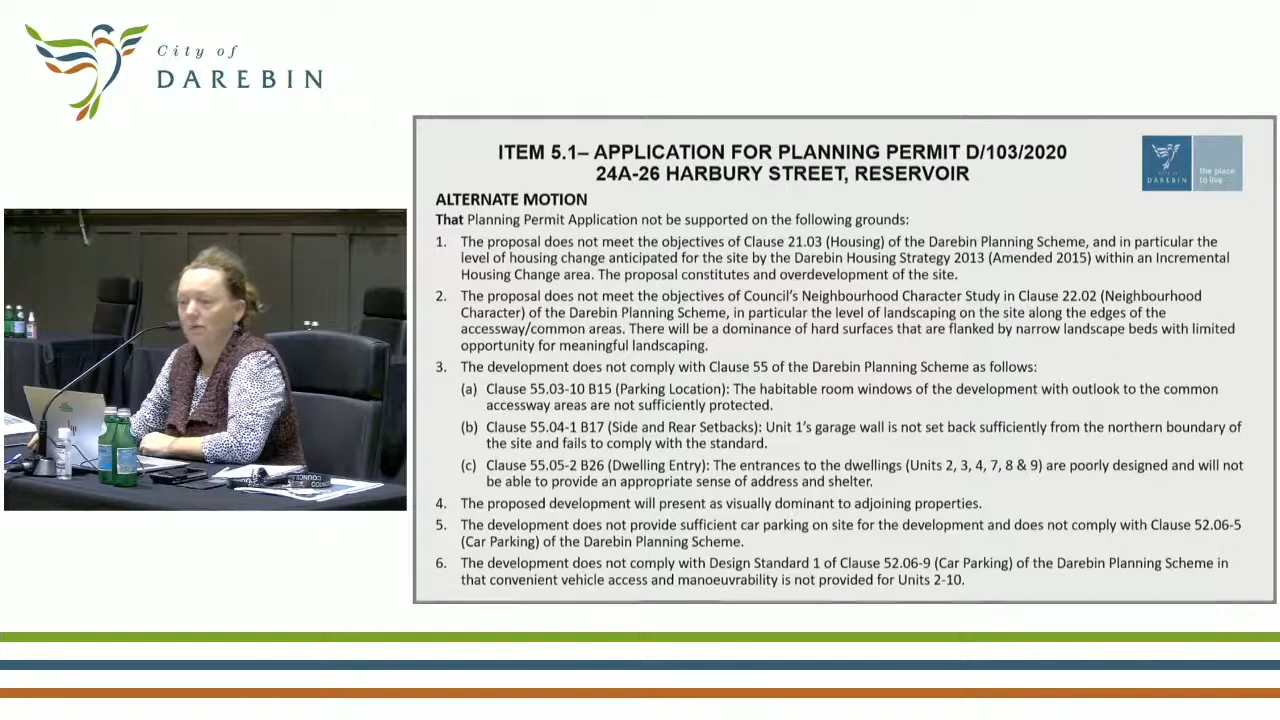 City of
DAREBIN
ITEM 5.1– APPLICATION FOR PLANNING PERMIT D/103/2020
24A-26 HARBURY STREET, RESERVOIR
CITY OF
DAREBIN
the place
to live
ALTERNATE MOTION
That Planning Permit Application not be supported on the following grounds:
1. The proposal does not meet the objectives of Clause 21.03 (Housing) of the Darebin Planning Scheme, and in particular the
level of housing change anticipated for the site by the Darebin Housing Strategy 2013 (Amended 2015) within an Incremental
Housing Change area. The proposal constitutes and overdevelopment of the site.
2. The proposal does not meet the objectives of Council's Neighbourhood Character Study in Clause 22.02 (Neighbourhood
Character) of the Darebin Planning Scheme, in particular the level of landscaping on the site along the edges of the
accessway/common areas. There will be a dominance of hard surfaces that are flanked by narrow landscape beds with limited
opportunity for meaningful landscaping.
3. The development does not comply with Clause 55 of the Darebin Planning Scheme as follows:
(a) Clause 55.03-10 B15 (Parking Location): The habitable room windows of the development with outlook to the common
accessway areas are not sufficiently protected.
(b) Clause 55.04-1 B17 (Side and Rear Setbacks): Unit 1's garage wall is not set back sufficiently from the northern boundary of
the site and fails to comply with the standard.
(c) Clause 55.05-2 B26 (Dwelling Entry): The entrances to the dwellings (Units 2, 3, 4, 7, 8 & 9) are poorly designed and will not
be able to provide an appropriate sense of address and shelter.
4. The proposed development will present as visually dominant to adjoining properties.
5. The development does not provide sufficient car parking on site for the development and does not comply with Clause 52.06-5
(Car Parking) of the Darebin Planning Scheme.
6. The development does not comply with Design Standard 1 of Clause 52.06-9 (Car Parking) of the Darebin Planning Scheme in
that convenient vehicle access and manoeuvrability is not provided for Units 2-10.